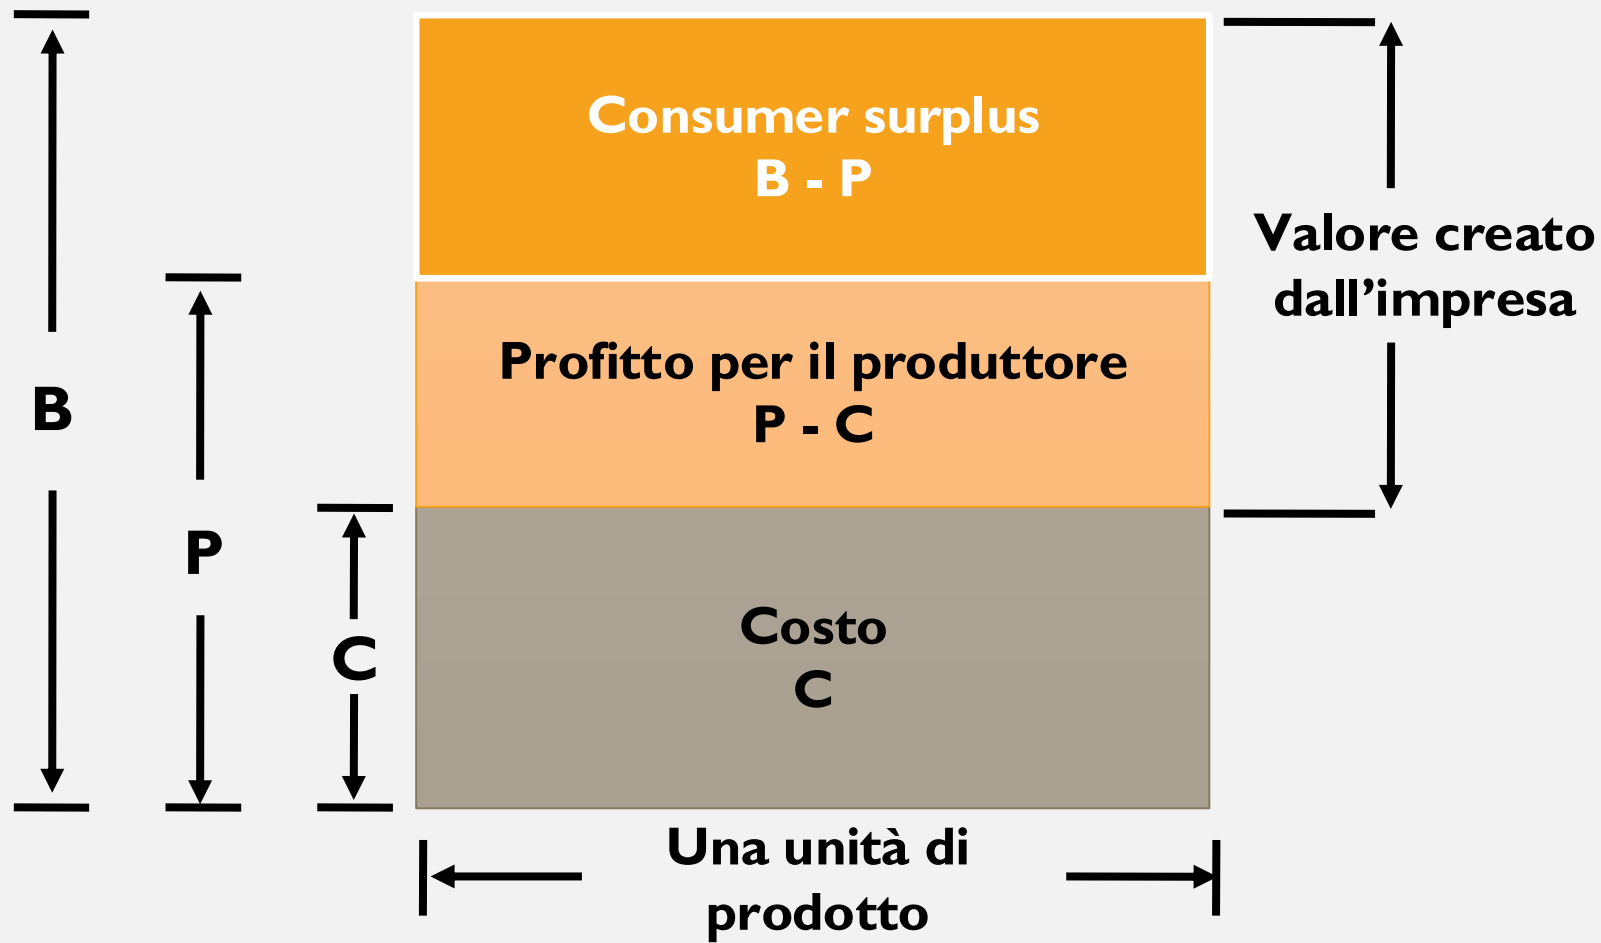 Consumer surplus
B - P
Valore creato
dall’impresa
Profitto per il produttore
P - C
B
P
C
Costo
C
Una unità di
prodotto